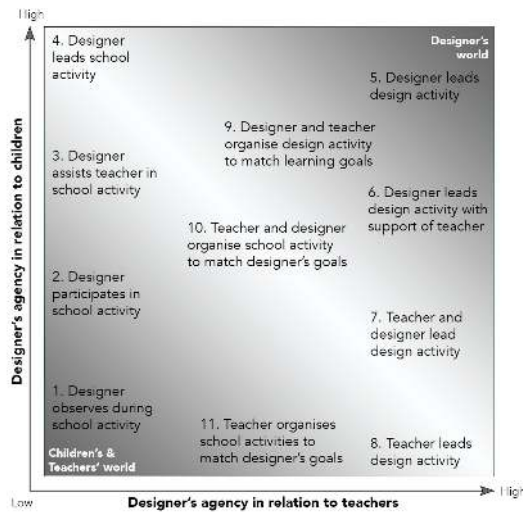 High
4. Designer
leads school
activity
Designer's
world
5. Designer leads
design activity
9. Designer and teacher
organise design activity
to match learning goals
3. Designer
assists teacher in
school activity
6. Designer leads
design activity with
support of teacher
10. Teacher and designer
organise school activity
to match designer's goals
2. Designer
participates in
school activity
7. Teacher and
designer lead
design activity
1. Designer
observes during
school activity
11. Teacher organises
school activities to
match designer's goals
8. Teacher leads
design activity
Children's &
Teachers' world
Designer's agency in relation to children
Low
Designer's agency in relation to teachers
High